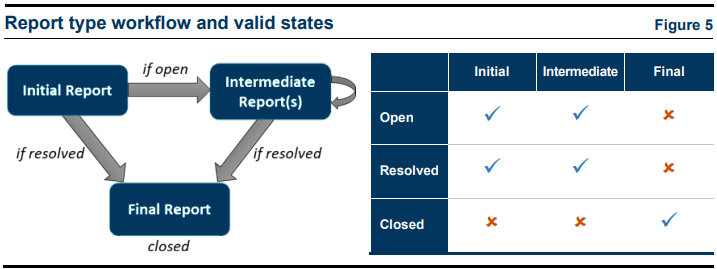 Report type workflow and valid states
Figure 5
Initial Report
if open
Intermediate
Report(s)
if resolved
if resolved
Final Report
closed
Initial Intermediate Final
Open ✓ ✓ ✗
Resolved ✓ ✓ ✗
Closed ✗ ✗ ✓